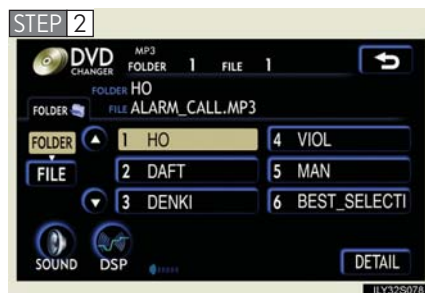 STEP 2
DVD CHANGER MP3 FOLDER 1 FILE 1
FOLDER HO
FOLDER FILE ALARM_CALL.MP3
FOLDER 1 HO 4 VIOL
FILE 2 DAFT 5 MAN
3 DENKI 6 BEST_SELECTI
SOUND DSP DETAIL
ILY32S078